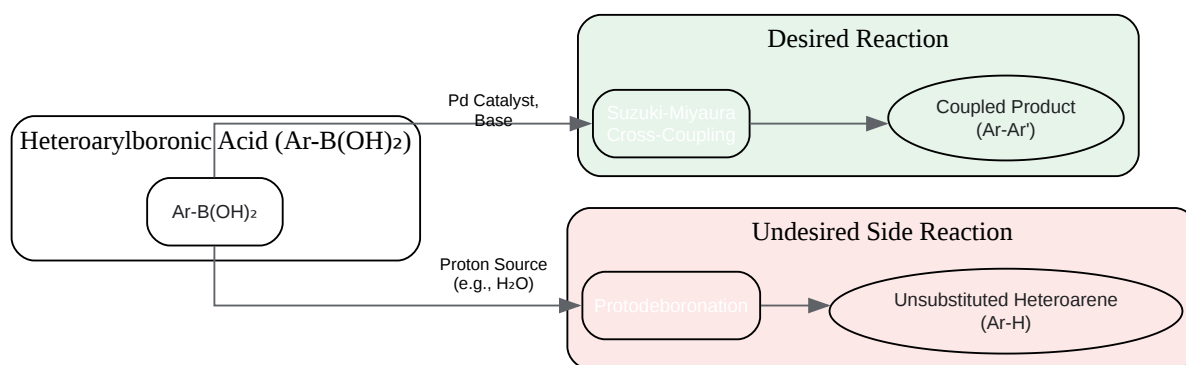 Desired Reaction
Pd Catalyst,
Base
Suzuki-Miyaura
Cross-Coupling
Coupled Product
(Ar-Ar')
Heteroarylboronic Acid (Ar-B(OH)₂)
Ar-B(OH)₂
Undesired Side Reaction
Proton Source
(e.g., H₂O)
Protodeboronation
Unsubstituted Heteroarene
(Ar-H)